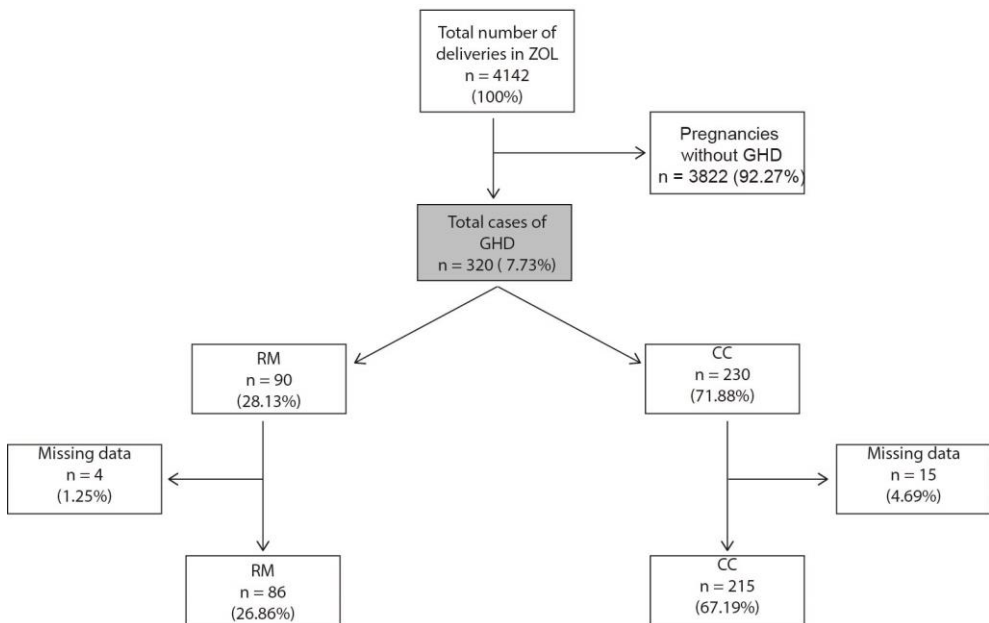 Total number of
deliveries in ZOL
n = 4142
(100%)
Pregnancies
without GHD
n = 3822 (92.27%)
Total cases of
GHD
n = 320 ( 7.73%)
RM
n = 90
(28.13%)
CC
n = 230
(71.88%)
Missing data
n = 4
(1.25%)
Missing data
n = 15
(4.69%)
RM
n = 86
(26.86%)
CC
n = 215
(67.19%)